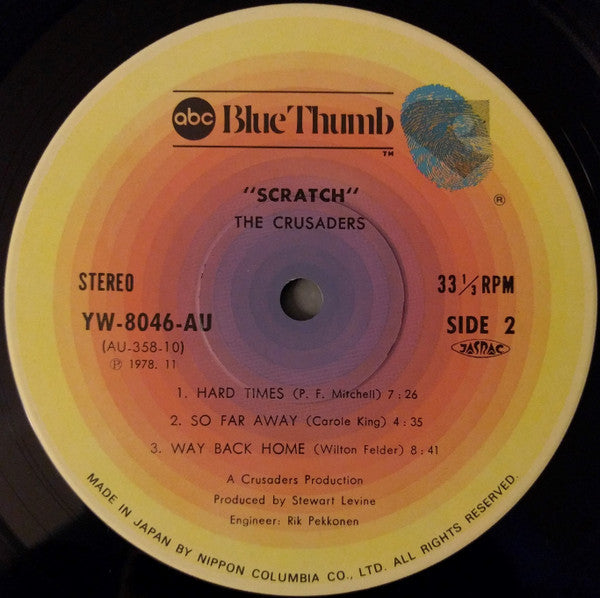 abc Blue Thumb
TM
®
"SCRATCH"
THE CRUSADERS
STEREO
33 1/3 RPM
YW-8046-AU
SIDE 2
(AU-358-10)
JASRAC
Ⓟ 1978. 11
1. HARD TIMES (P. F. Mitchell) 7:26
2. SO FAR AWAY (Carole King) 4:35
3. WAY BACK HOME (Wilton Felder) 8:41
A Crusaders Production
Produced by Stewart Levine
Engineer: Rik Pekkonen
MADE IN JAPAN BY NIPPON COLUMBIA CO., LTD. ALL RIGHTS RESERVED.